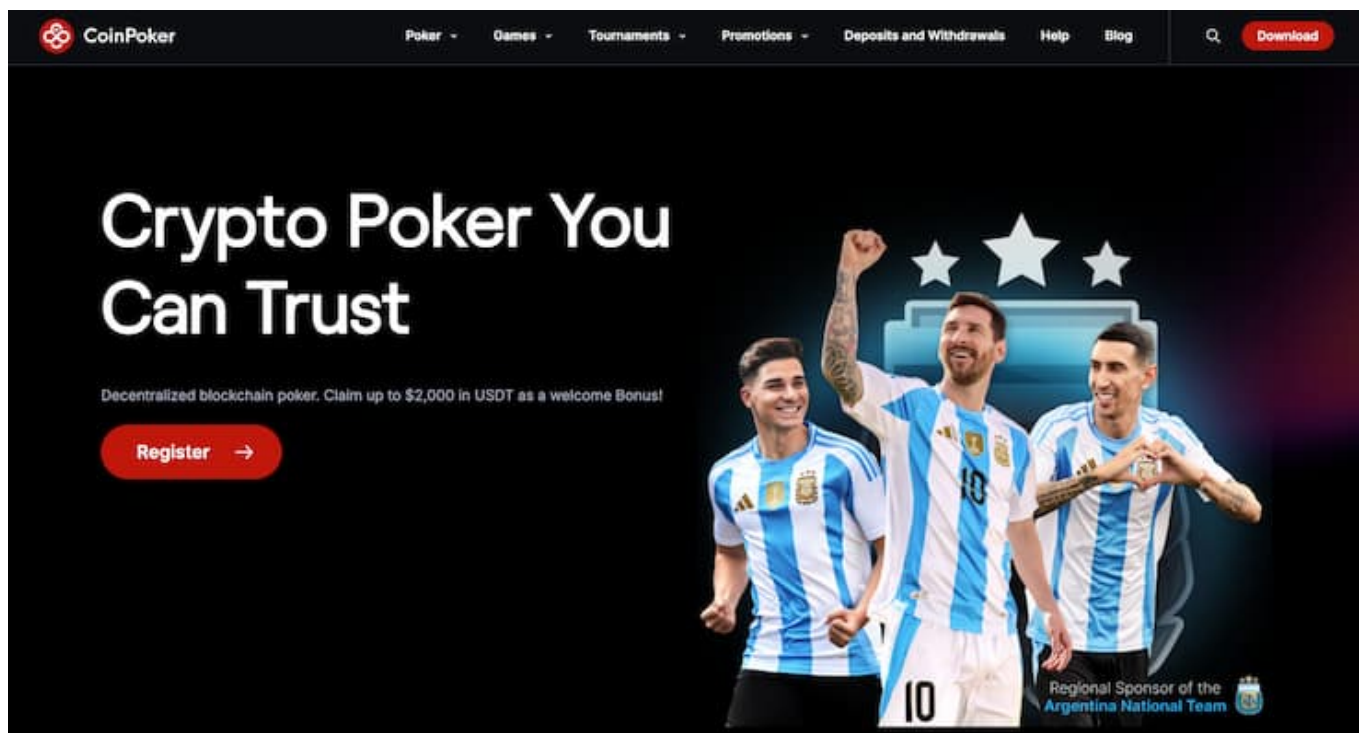 CoinPoker
Poker
Games
Tournaments
Promotions
Deposits and Withdrawals
Help
Blog
Download
Crypto Poker You
Can Trust
Decentralized blockchain poker. Claim up to $2,000 in USDT as a welcome Bonus!
Register
10
10
Regional Sponsor of the
Argentina National Team